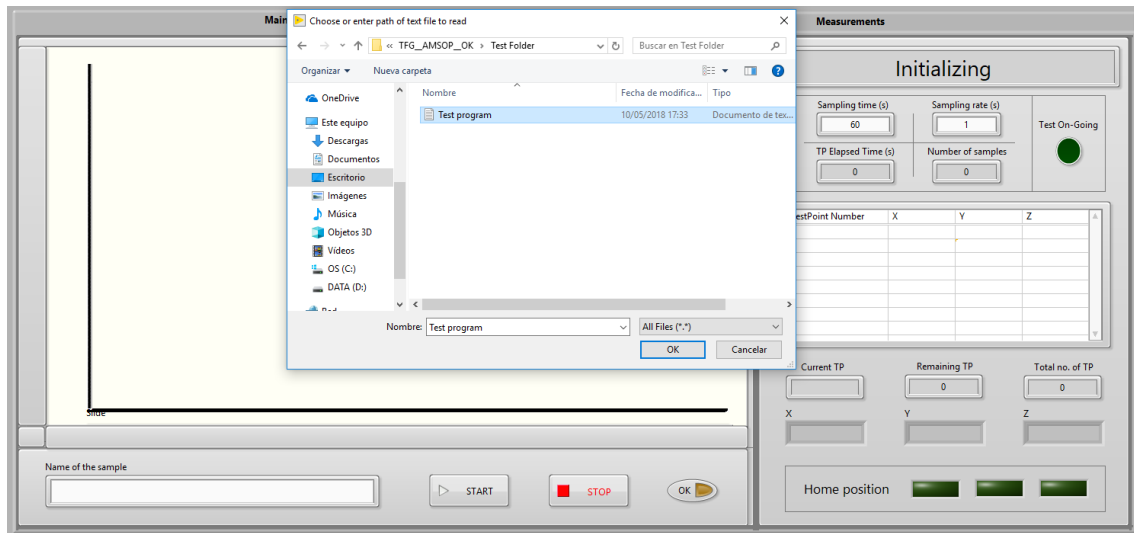 Main
Measurements
Choose or enter path of text file to read
« TFG__AMSOP__OK > Test Folder
Buscar en Test Folder
Organizar
Nueva carpeta
OneDrive
Este equipo
Descargas
Documentos
Escritorio
Imágenes
Música
Objetos 3D
Vídeos
OS (C:)
DATA (D:)
Nombre
Fecha de modifica...
Tipo
Test program
10/05/2018 17:33
Documento de tex...
Nombre:
Test program
All Files (*.*)
OK
Cancelar
Initializing
Sampling time (s)
Sampling rate (s)
60
1
Test On-Going
TP Elapsed Time (s)
Number of samples
0
0
estPoint Number
X
Y
Z
Current TP
Remaining TP
Total no. of TP
0
0
X
Y
Z
Home position
Slide
Name of the sample
START
STOP
OK